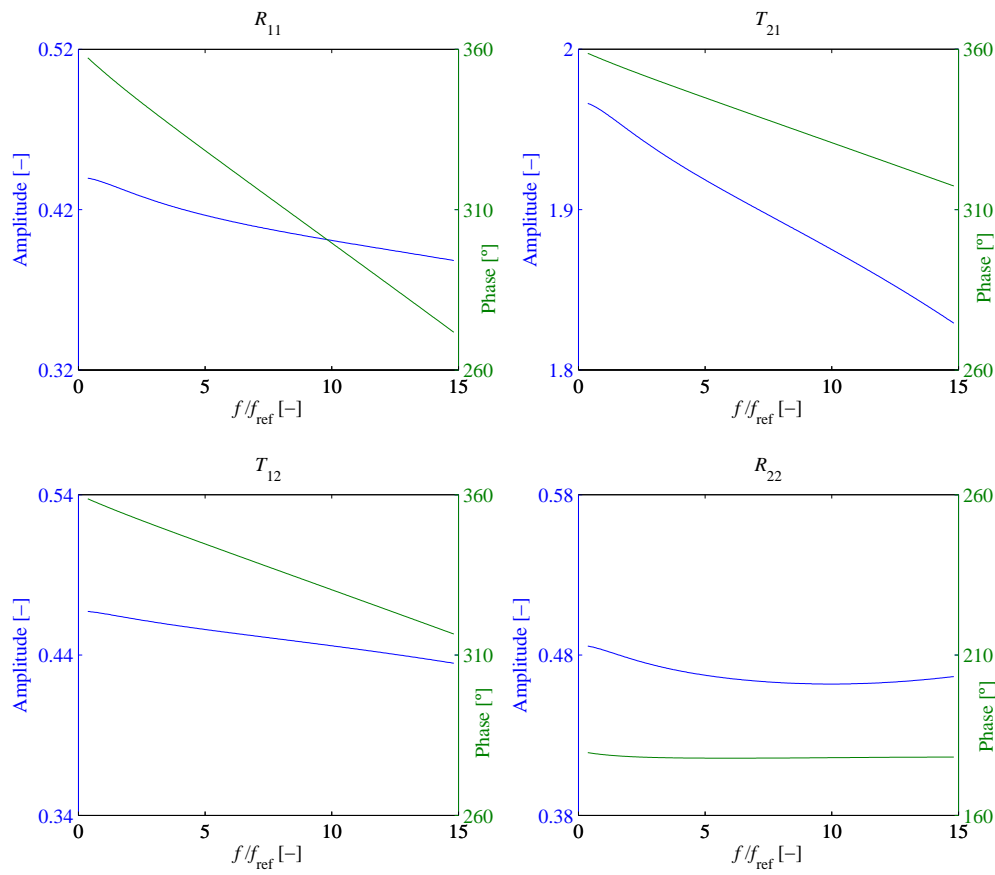 R11
T21
0.52
360
2
360
Amplitude [–]
0.42
310
Phase [º]
Amplitude [–]
1.9
310
Phase [º]
0.32
260
1.8
260
0 5 10 15
0 5 10 15
f/fref [–]
f/fref [–]
T12
R22
0.54
360
0.58
260
Amplitude [–]
0.44
310
Phase [º]
Amplitude [–]
0.48
210
Phase [º]
0.34
260
0.38
160
0 5 10 15
0 5 10 15
f/fref [–]
f/fref [–]